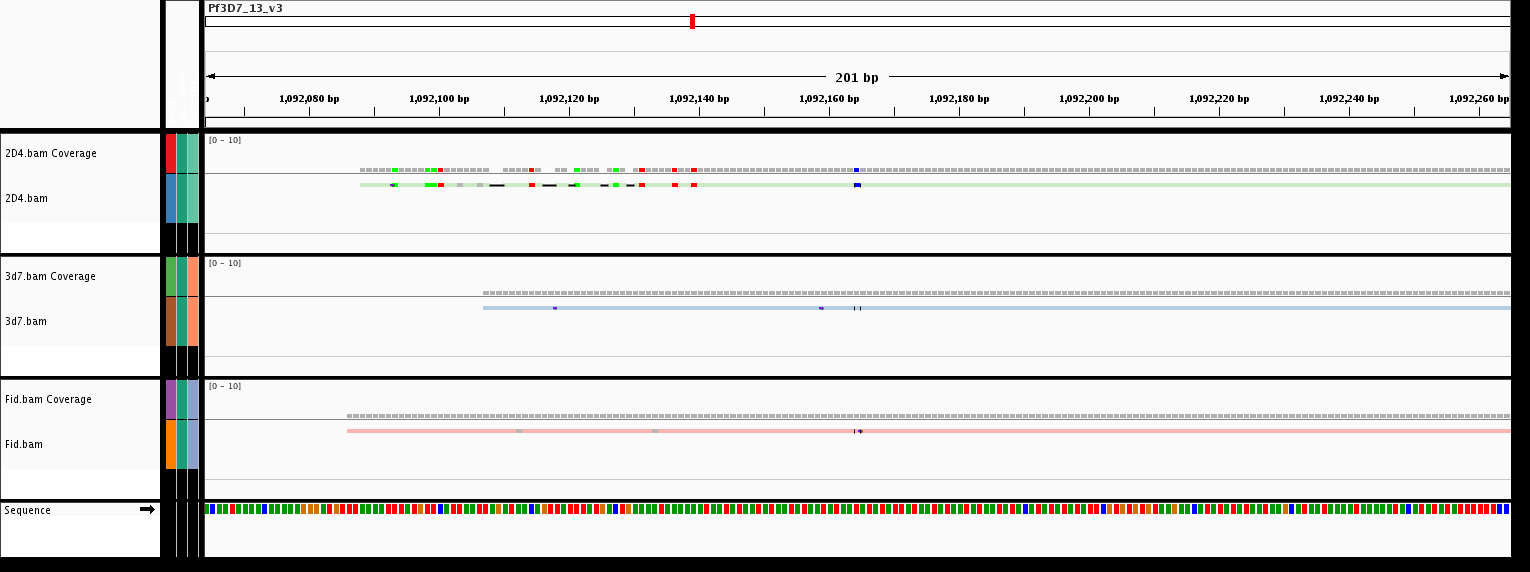 Pf3D7_13_v3
201 bp
1,092,080 bp 1,092,100 bp 1,092,120 bp 1,092,140 bp 1,092,160 bp 1,092,180 bp 1,092,200 bp 1,092,220 bp 1,092,240 bp 1,092,260 bp
[0 - 10]
2D4.bam Coverage
2D4.bam
[0 - 10]
3d7.bam Coverage
3d7.bam
[0 - 10]
Fid.bam Coverage
Fid.bam
Sequence